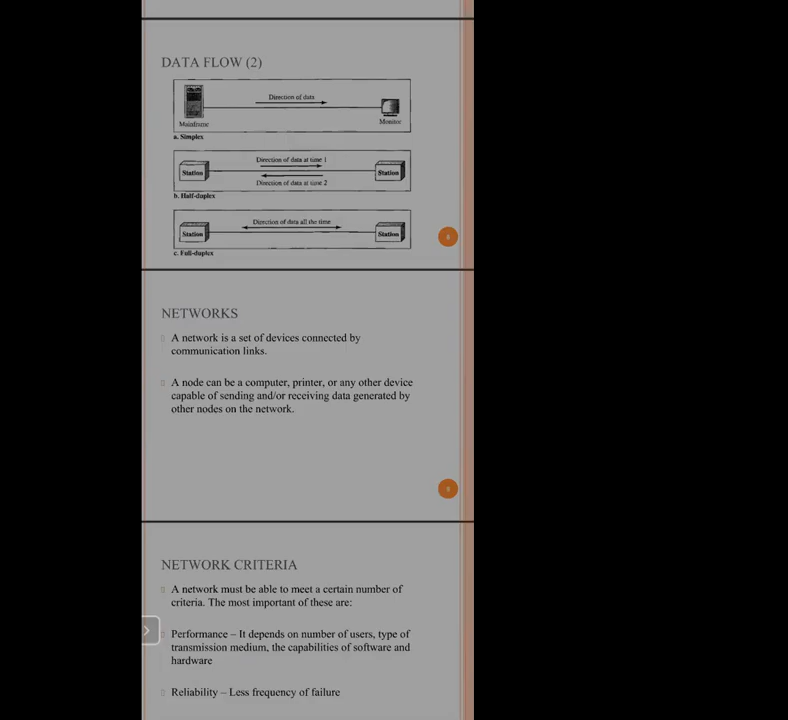 DATA FLOW (2)
Direction of data
Mainframe
Monitor
a. Simplex
Direction of data at time 1
Station
Station
Direction of data at time 2
b. Half-duplex
Direction of data all the time
Station
Station
c. Full-duplex
NETWORKS
A network is a set of devices connected by
communication links.
A node can be a computer, printer, or any other device
capable of sending and/or receiving data generated by
other nodes on the network.
NETWORK CRITERIA
A network must be able to meet a certain number of
criteria. The most important of these are:
Performance – It depends on number of users, type of
transmission medium, the capabilities of software and
hardware
Reliability – Less frequency of failure